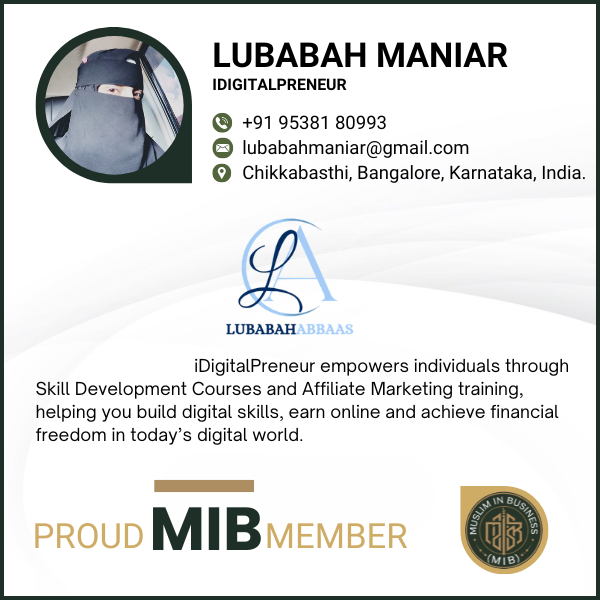 LUBABAH MANIAR
IDIGITALPRENEUR
+91 95381 80993
lubabahmaniar@gmail.com
Chikkabasthi, Bangalore, Karnataka, India.
LA
LUBABAHABBAAS
iDigitalPreneur empowers individuals through
Skill Development Courses and Affiliate Marketing training,
helping you build digital skills, earn online and achieve financial
freedom in today’s digital world.
PROUD MIB MEMBER
MUSLIM IN BUSINESS
(MIB)